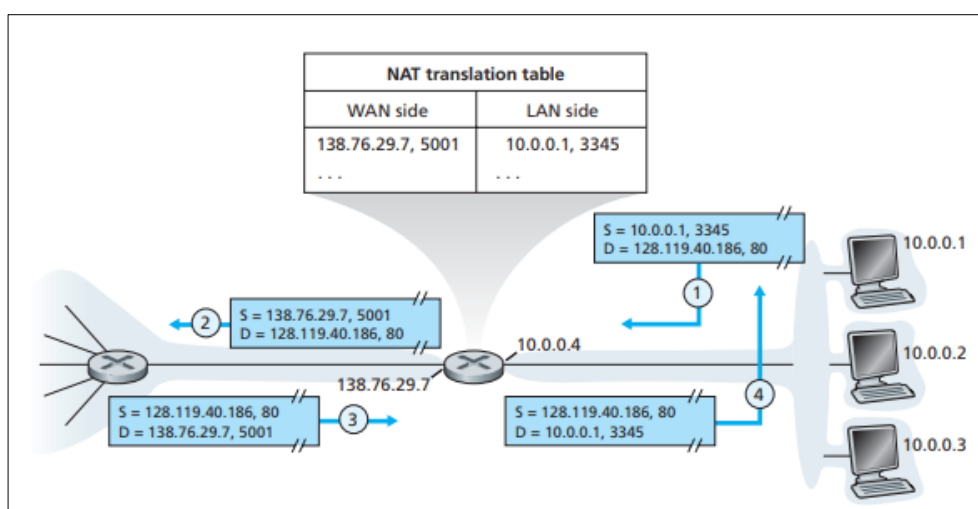 NAT translation table
WAN side LAN side
138.76.29.7, 5001 10.0.0.1, 3345
. . . . . .
S = 10.0.0.1, 3345
D = 128.119.40.186, 80
10.0.0.1
1
2
S = 138.76.29.7, 5001
D = 128.119.40.186, 80
10.0.0.4
10.0.0.2
138.76.29.7
4
S = 128.119.40.186, 80
D = 138.76.29.7, 5001
3
S = 128.119.40.186, 80
D = 10.0.0.1, 3345
10.0.0.3